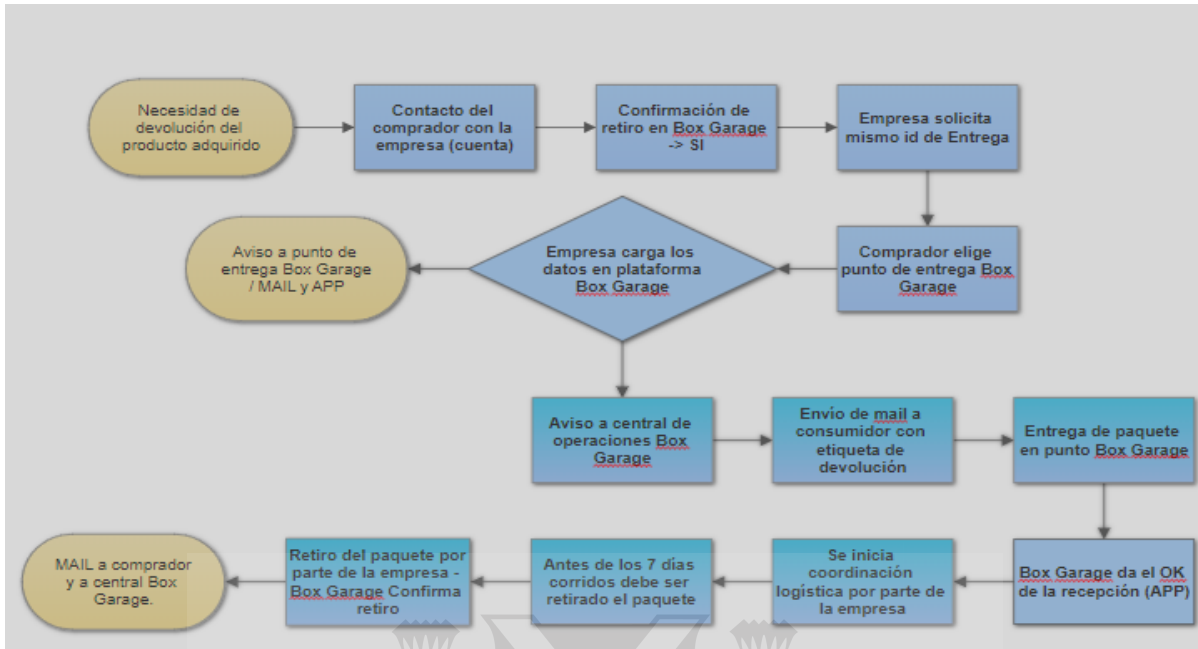 Necesidad de
devolución del
producto adquirido
Contacto del
comprador con la
empresa (cuenta)
Confirmación de
retiro en Box Garage
-> SI
Empresa solicita
mismo id de Entrega
Comprador elige
punto de entrega Box
Garage
Empresa carga los
datos en plataforma
Box Garage
Aviso a punto de
entrega Box Garage
/ MAIL y APP
Aviso a central de
operaciones Box
Garage
Envío de mail a
consumidor con
etiqueta de
devolución
Entrega de paquete
en punto Box Garage
Box Garage da el OK
de la recepción (APP)
Se inicia
coordinación
logística por parte de
la empresa
Antes de los 7 días
corridos debe ser
retirado el paquete
Retiro del paquete por
parte de la empresa -
Box Garage Confirma
retiro
MAIL a comprador
y a central Box
Garage.